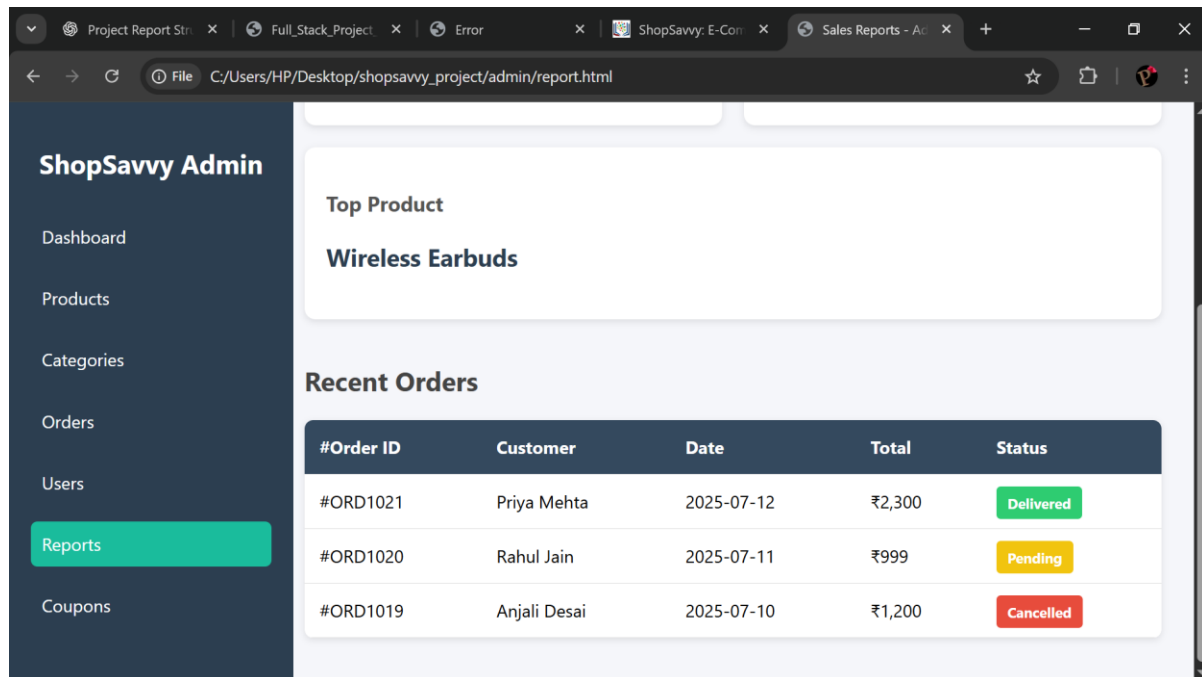 Project Report Stru
Full_Stack_Project_
Error
ShopSavvy: E-Com
Sales Reports - Ad
File C:/Users/HP/Desktop/shopsavvy_project/admin/report.html
ShopSavvy Admin
Dashboard
Products
Categories
Orders
Users
Reports
Coupons
Top Product
Wireless Earbuds
Recent Orders
#Order ID Customer Date Total Status
#ORD1021 Priya Mehta 2025-07-12 ₹2,300 Delivered
#ORD1020 Rahul Jain 2025-07-11 ₹999 Pending
#ORD1019 Anjali Desai 2025-07-10 ₹1,200 Cancelled